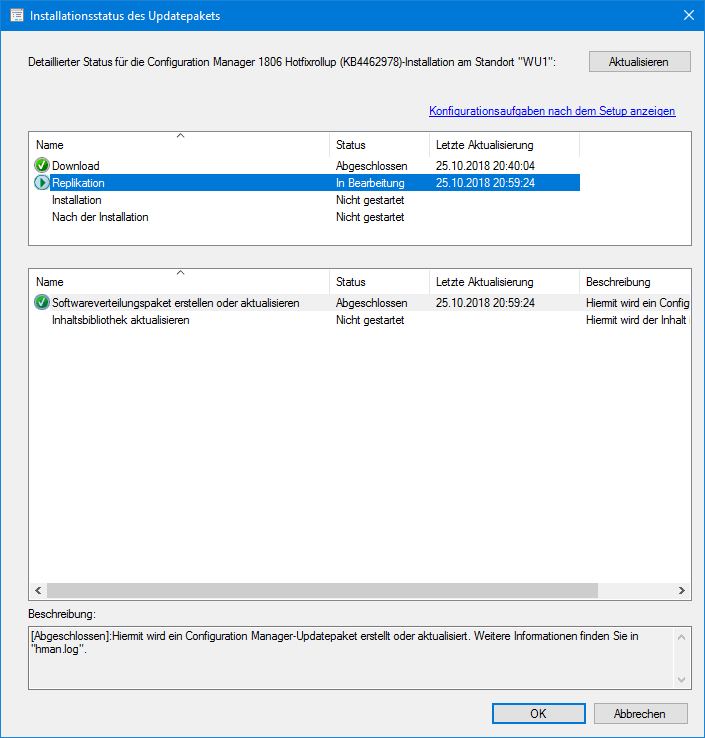 Installationsstatus des Updatepakets
Detaillierter Status für die Configuration Manager 1806 Hotfixrollup (KB4462978)-Installation am Standort "WU1":
Aktualisieren
Konfigurationsaufgaben nach dem Setup anzeigen
Name Status Letzte Aktualisierung
Download Abgeschlossen 25.10.2018 20:40:04
Replikation In Bearbeitung 25.10.2018 20:59:24
Installation Nicht gestartet
Nach der Installation Nicht gestartet
Name Status Letzte Aktualisierung Beschreibung
Softwareverteilungspaket erstellen oder aktualisieren Abgeschlossen 25.10.2018 20:59:24 Hiermit wird ein Config
Inhaltsbibliothek aktualisieren Nicht gestartet Hiermit wird der Inhalt
Beschreibung:
[Abgeschlossen]:Hiermit wird ein Configuration Manager-Updatepaket erstellt oder aktualisiert. Weitere Informationen finden Sie in
"hman.log".
OK Abbrechen